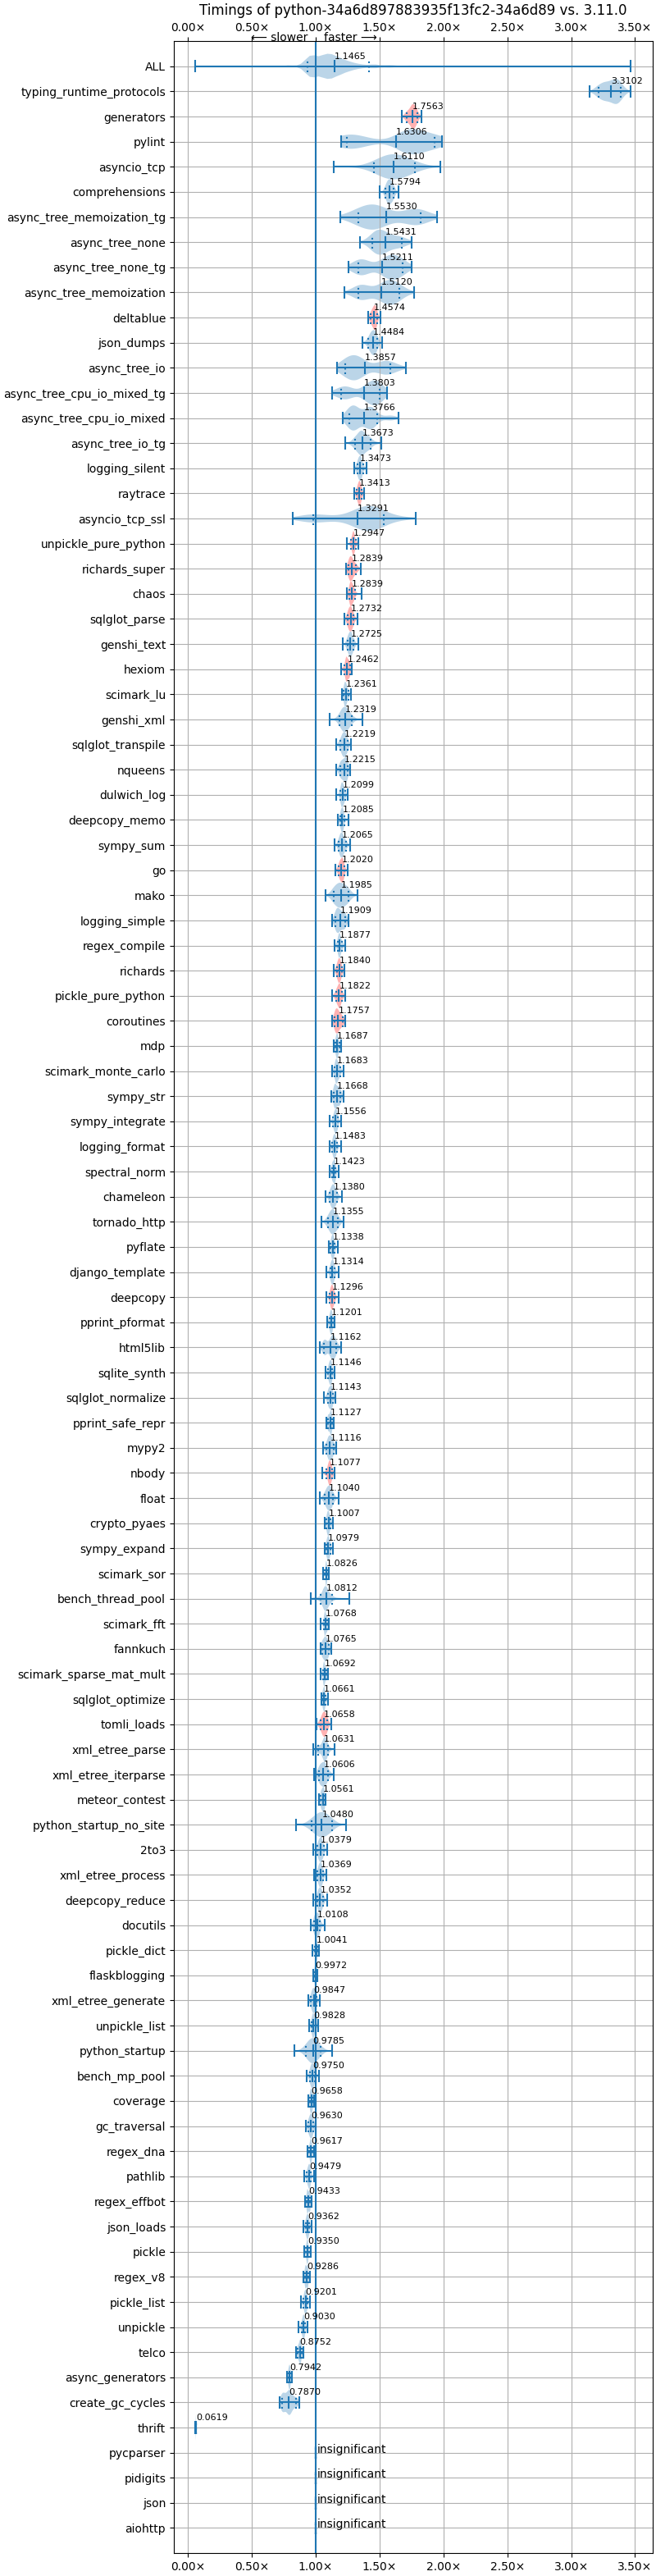 Timings of python-34a6d897883935f13fc2-34a6d89 vs. 3.11.0
0.00× 0.50× 1.00× 1.50× 2.00× 2.50× 3.00× 3.50×
⟵ slower faster ⟶
ALL 1.1465
typing_runtime_protocols 3.3102
generators 1.7563
pylint 1.6306
asyncio_tcp 1.6110
comprehensions 1.5794
async_tree_memoization_tg 1.5530
async_tree_none 1.5431
async_tree_none_tg 1.5211
async_tree_memoization 1.5120
deltablue 1.4574
json_dumps 1.4484
async_tree_io 1.3857
async_tree_cpu_io_mixed_tg 1.3803
async_tree_cpu_io_mixed 1.3766
async_tree_io_tg 1.3673
logging_silent 1.3473
raytrace 1.3413
asyncio_tcp_ssl 1.3291
unpickle_pure_python 1.2947
richards_super 1.2839
chaos 1.2839
sqlglot_parse 1.2732
genshi_text 1.2725
hexiom 1.2462
scimark_lu 1.2361
genshi_xml 1.2319
sqlglot_transpile 1.2219
nqueens 1.2215
dulwich_log 1.2099
deepcopy_memo 1.2085
sympy_sum 1.2065
go 1.2020
mako 1.1985
logging_simple 1.1909
regex_compile 1.1877
richards 1.1840
pickle_pure_python 1.1822
coroutines 1.1757
mdp 1.1687
scimark_monte_carlo 1.1683
sympy_str 1.1668
sympy_integrate 1.1556
logging_format 1.1483
spectral_norm 1.1423
chameleon 1.1380
tornado_http 1.1355
pyflate 1.1338
django_template 1.1314
deepcopy 1.1296
pprint_pformat 1.1201
html5lib 1.1162
sqlite_synth 1.1146
sqlglot_normalize 1.1143
pprint_safe_repr 1.1127
mypy2 1.1116
nbody 1.1077
float 1.1040
crypto_pyaes 1.1007
sympy_expand 1.0979
scimark_sor 1.0826
bench_thread_pool 1.0812
scimark_fft 1.0768
fannkuch 1.0765
scimark_sparse_mat_mult 1.0692
sqlglot_optimize 1.0661
tomli_loads 1.0658
xml_etree_parse 1.0631
xml_etree_iterparse 1.0606
meteor_contest 1.0561
python_startup_no_site 1.0480
2to3 1.0379
xml_etree_process 1.0369
deepcopy_reduce 1.0352
docutils 1.0108
pickle_dict 1.0041
flaskblogging 0.9972
xml_etree_generate 0.9847
unpickle_list 0.9828
python_startup 0.9785
bench_mp_pool 0.9750
coverage 0.9658
gc_traversal 0.9630
regex_dna 0.9617
pathlib 0.9479
regex_effbot 0.9433
json_loads 0.9362
pickle 0.9350
regex_v8 0.9286
pickle_list 0.9201
unpickle 0.9030
telco 0.8752
async_generators 0.7942
create_gc_cycles 0.7870
thrift 0.0619
pycparser insignificant
pidigits insignificant
json insignificant
aiohttp insignificant
0.00× 0.50× 1.00× 1.50× 2.00× 2.50× 3.00× 3.50×